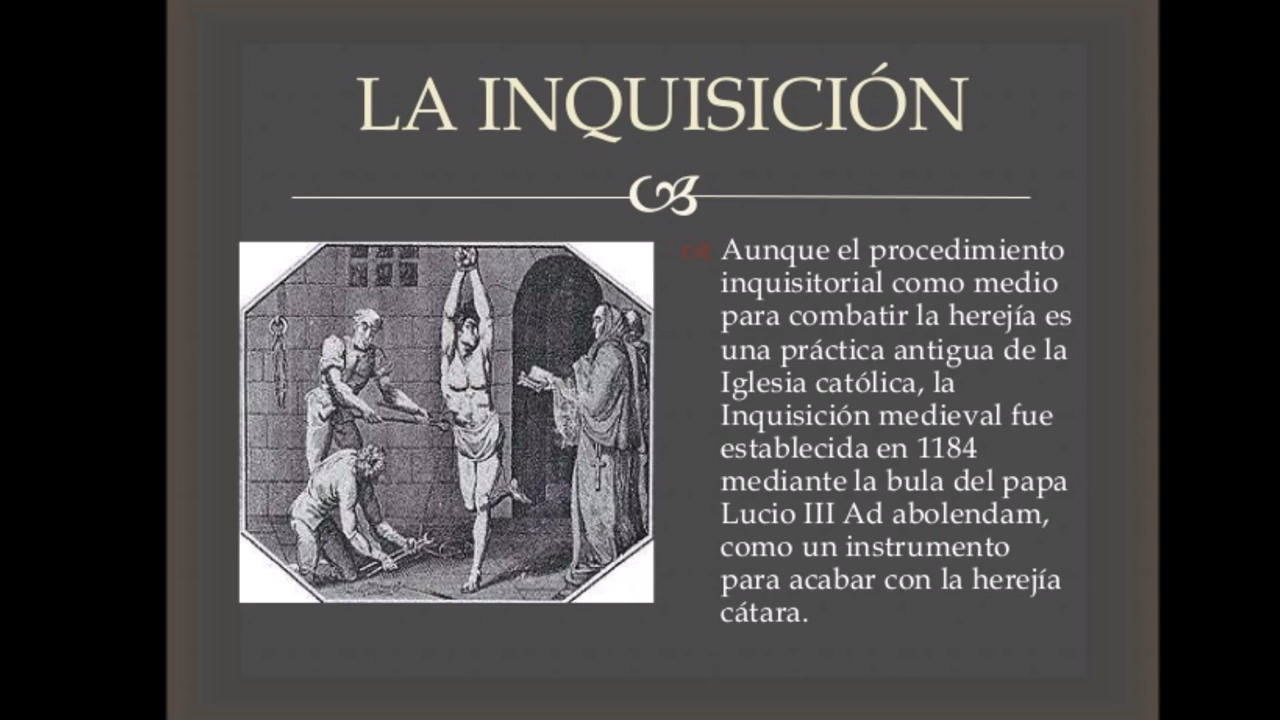 LA INQUISICIÓN
Aunque el procedimiento
inquisitorial como medio
para combatir la herejía es
una práctica antigua de la
Iglesia católica, la
Inquisición medieval fue
establecida en 1184
mediante la bula del papa
Lucio III Ad abolendam,
como un instrumento
para acabar con la herejía
cátara.